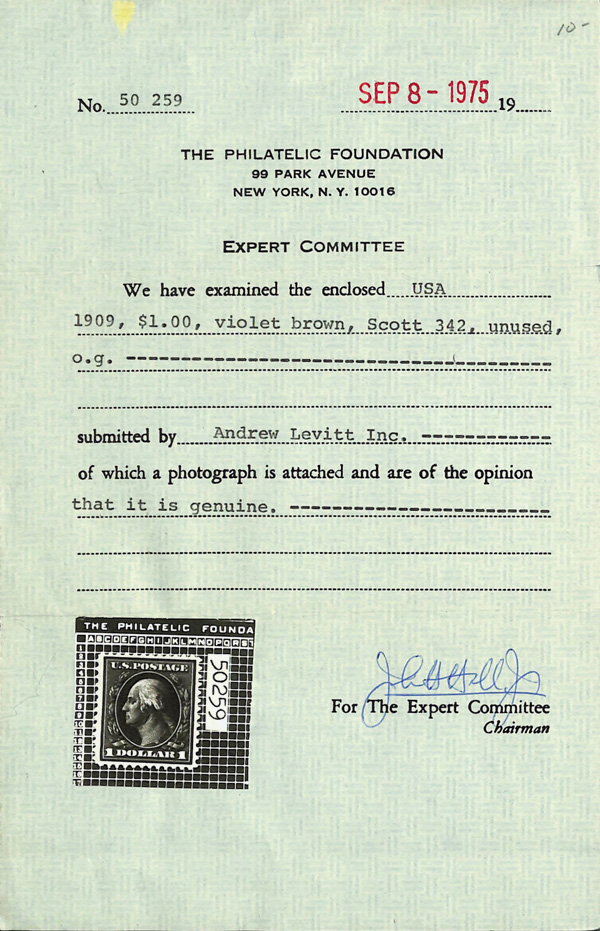 10-
No. 50 259
SEP 8 - 1975 19
THE PHILATELIC FOUNDATION
99 PARK AVENUE
NEW YORK, N. Y. 10016
EXPERT COMMITTEE
We have examined the enclosed USA
1909, $1.00, violet brown, Scott 342, unused,
o.g.
submitted by Andrew Levitt Inc.
of which a photograph is attached and are of the opinion
that it is genuine.
THE PHILATELIC FOUNDA
ABCDEFGHIJKLMNOPQRST
U.S. POSTAGE
50259
1 DOLLAR 1
For The Expert Committee
Chairman